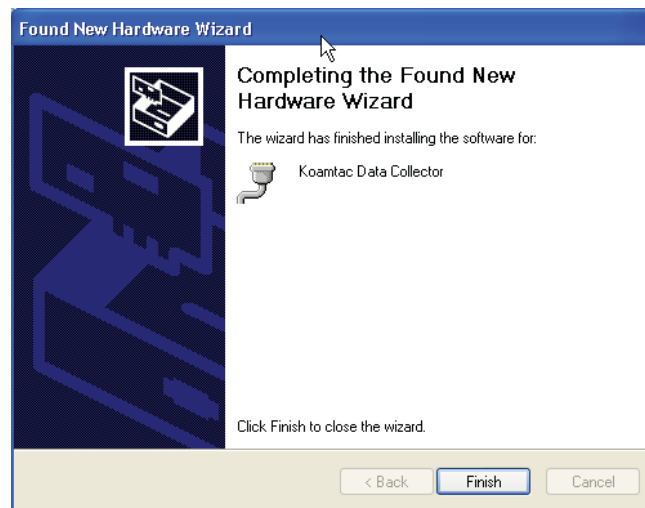 Found New Hardware Wizard
Completing the Found New
Hardware Wizard
The wizard has finished installing the software for:
Koamtac Data Collector
Click Finish to close the wizard.
< Back
Finish
Cancel